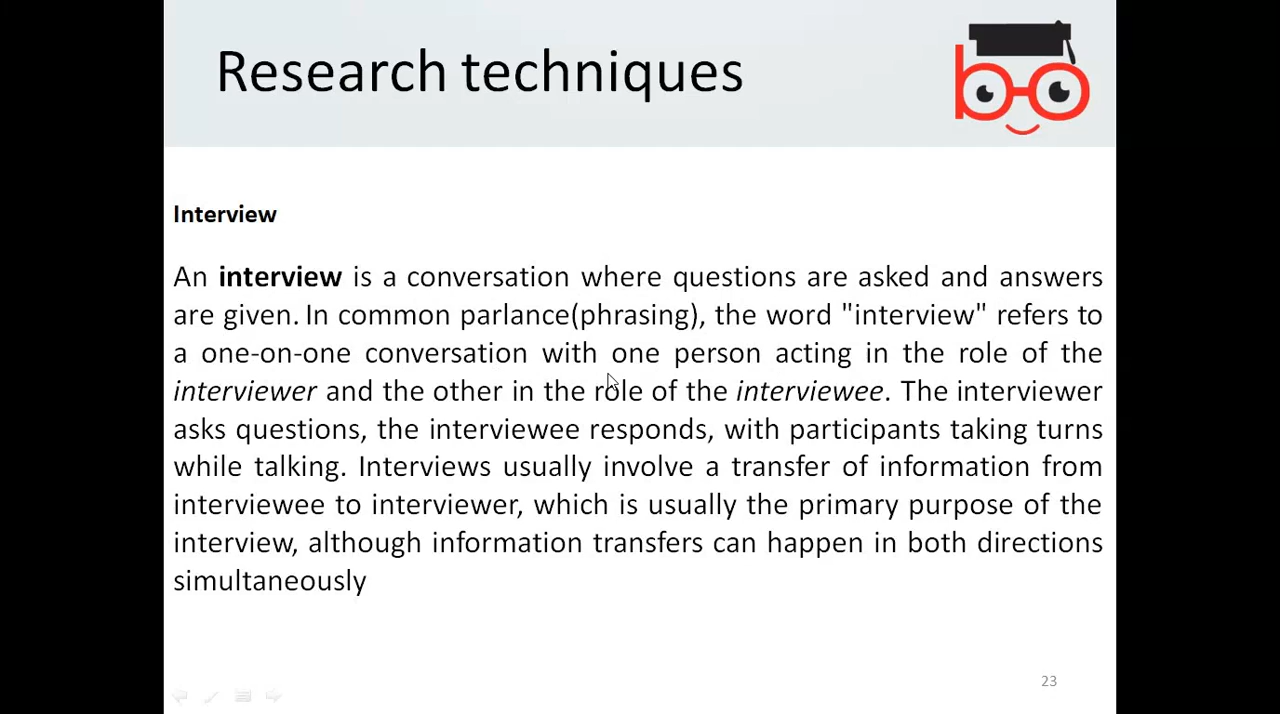 Research techniques
Interview
An interview is a conversation where questions are asked and answers
are given. In common parlance(phrasing), the word "interview" refers to
a one-on-one conversation with one person acting in the role of the
interviewer and the other in the role of the interviewee. The interviewer
asks questions, the interviewee responds, with participants taking turns
while talking. Interviews usually involve a transfer of information from
interviewee to interviewer, which is usually the primary purpose of the
interview, although information transfers can happen in both directions
simultaneously
23